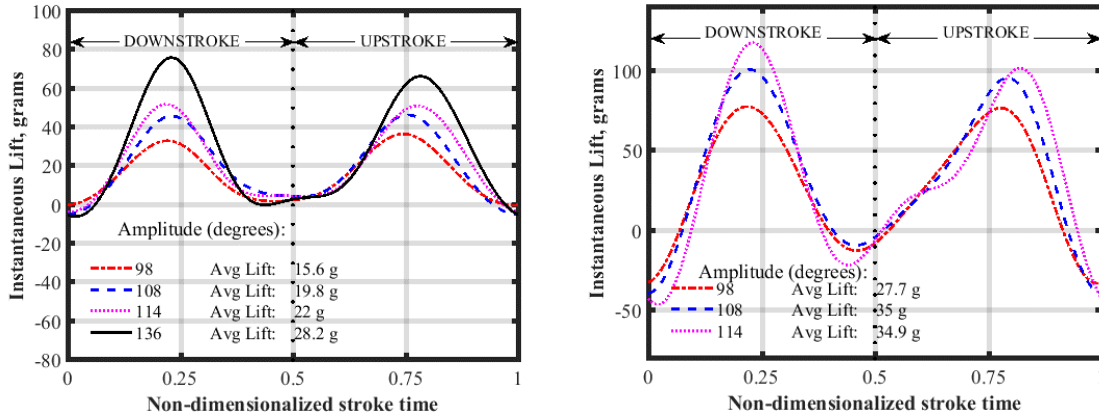 100
80
60
40
20
0
-20
-40
-60
-80
Instantaneous Lift, grams
DOWNSTROKE UPSTROKE
Amplitude (degrees):
98 Avg Lift: 15.6 g
108 Avg Lift: 19.8 g
114 Avg Lift: 22 g
136 Avg Lift: 28.2 g
0 0.25 0.5 0.75 1
Non-dimensionalized stroke time
100
50
0
-50
Instantaneous Lift, grams
DOWNSTROKE UPSTROKE
Amplitude (degrees):
98 Avg Lift: 27.7 g
108 Avg Lift: 35 g
114 Avg Lift: 34.9 g
0 0.25 0.5 0.75 1
Non-dimensionalized stroke time